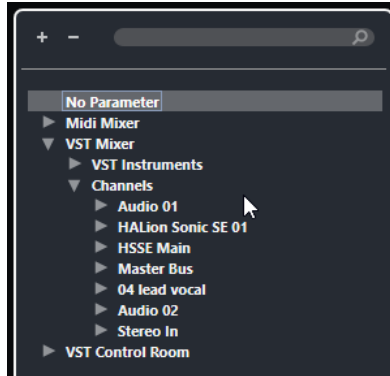 No Parameter
Midi Mixer
VST Mixer
VST Instruments
Channels
Audio 01
HALion Sonic SE 01
HSSE Main
Master Bus
04 lead vocal
Audio 02
Stereo In
VST Control Room